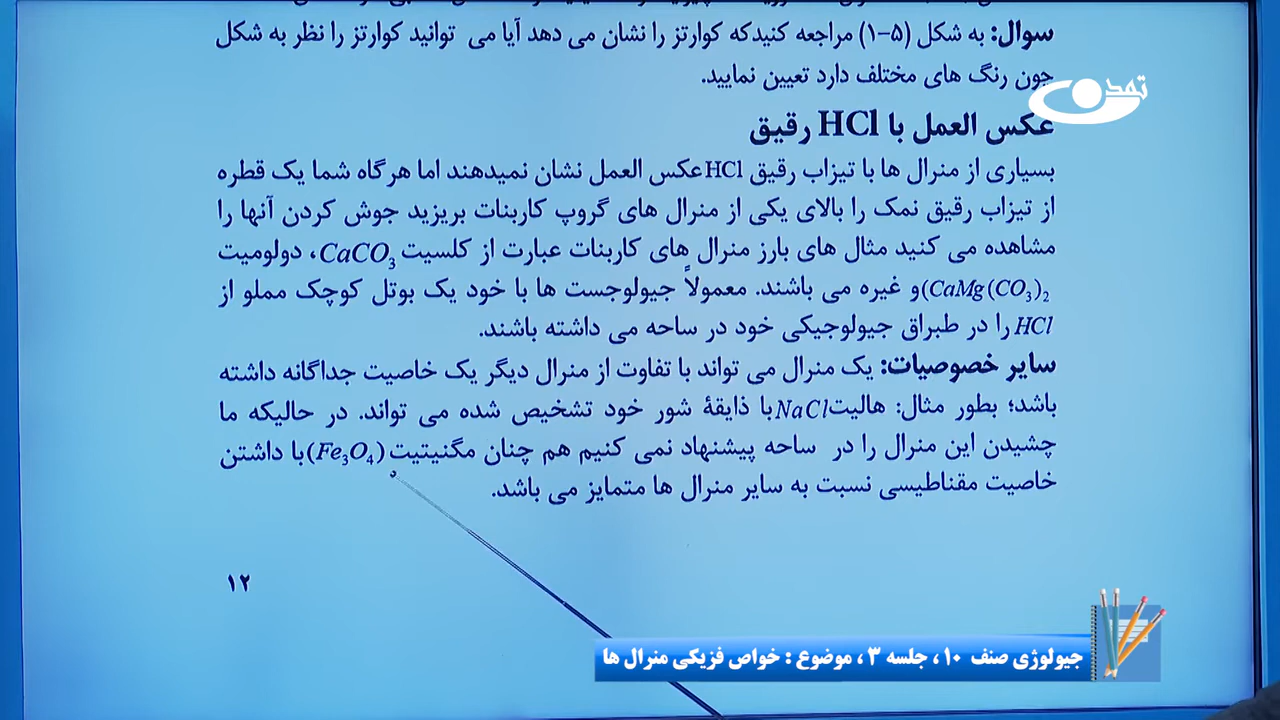 سوال: به شکل (۵-۱) مراجعه کنیدکه کوارتز را نشان می دهد آیا می توانید کوارتز را نظر به شکل
چون رنگ های مختلف دارد تعیین نمایید.
تمدن
عکس العمل با HCl رقیق
بسیاری از منرال ها با تیزاب رقیق HCl عکس العمل نشان نمیدهند اما هرگاه شما یک قطره
از تیزاب رقیق نمک را بالای یکی از منرال های گروپ کاربنات بریزید جوش کردن آنها را
مشاهده می کنید مثال های بارز منرال های کاربنات عبارت از کلسیت CaCO₃، دولومیت
CaMg(CO₃)₂) و غیره می باشند. معمولاً جیولوجست ها با خود یک بوتل کوچک مملو از
HCl را در طبراق جیولوجیکی خود در ساحه می داشته باشند.
سایر خصوصیات: یک منرال می تواند با تفاوت از منرال دیگر یک خاصیت جداگانه داشته
باشد؛ بطور مثال: هالیت NaCl با ذایقهٔ شور خود تشخیص شده می تواند. در حالیکه ما
چشیدن این منرال را در ساحه پیشنهاد نمی کنیم هم چنان مگنیتیت (Fe₃O₄) با داشتن
خاصیت مقناطیسی نسبت به سایر منرال ها متمایز می باشد.
۱۲
جیولوژی صنف ۱۰ ، جلسه ۳ ، موضوع : خواص فزیکی منرال ها